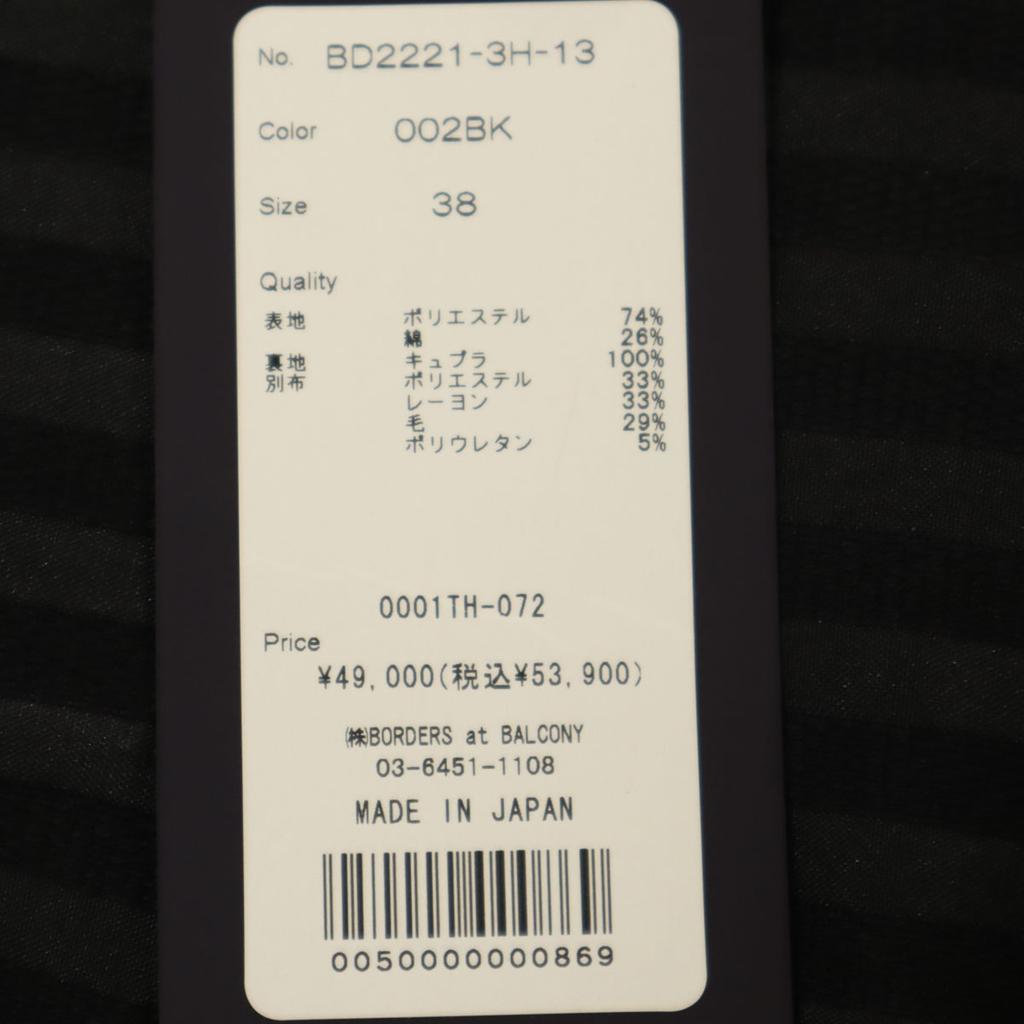 No. BD2221-3H-13
Color 002BK
Size 38
Quality
表地 ポリエステル 74%
綿 26%
裏地 キュプラ 100%
別布 ポリエステル 33%
レーヨン 33%
毛 29%
ポリウレタン 5%
0001TH-072
Price
¥49,000(税込¥53,900)
㈱BORDERS at BALCONY
03-6451-1108
MADE IN JAPAN
0050000000869